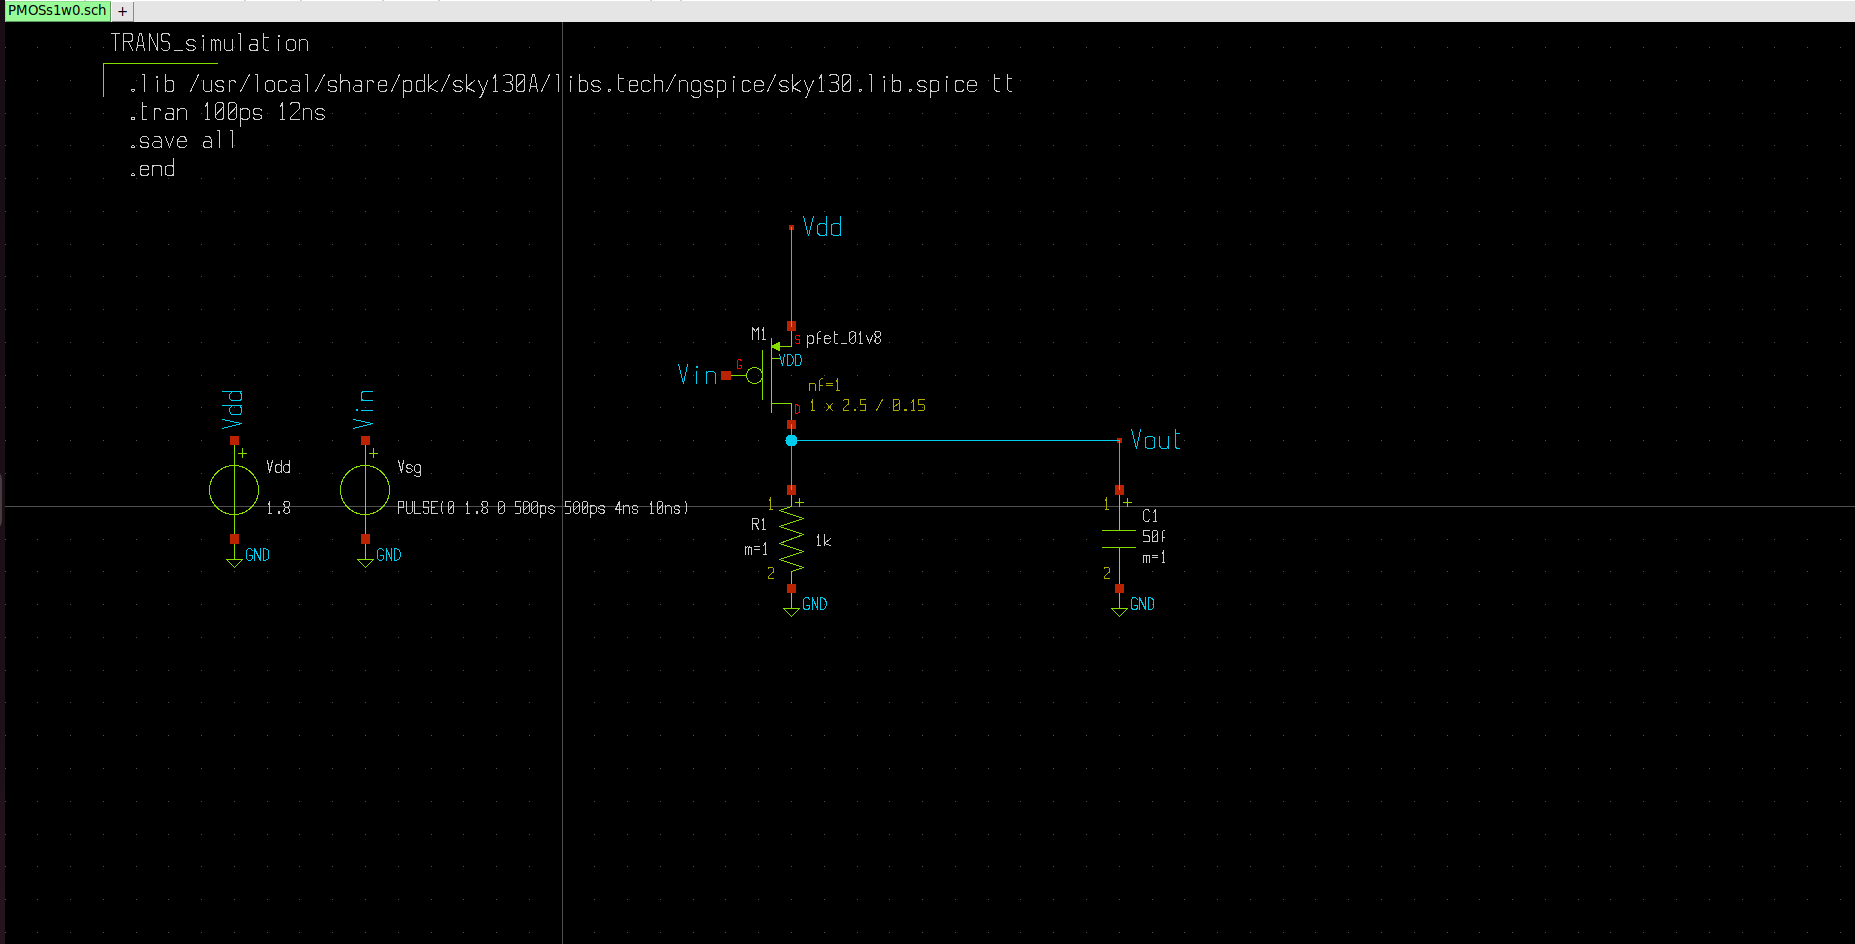 PMOSs1w0.sch +
TRANS_simulation
.lib /usr/local/share/pdk/sky130A/libs.tech/ngspice/sky130.lib.spice tt
.tran 100ps 12ns
.save all
.end
Vdd
M1
S
pfet_01v8
VDD
G
Vin
nf=1
D
1 x 2.5 / 0.15
Vdd
Vin
Vout
+
+
Vdd
Vsg
1.8
PULSE(0 1.8 0 500ps 500ps 4ns 10ns)
GND
GND
1
+
R1
1k
m=1
2
GND
1
+
C1
50f
m=1
2
GND